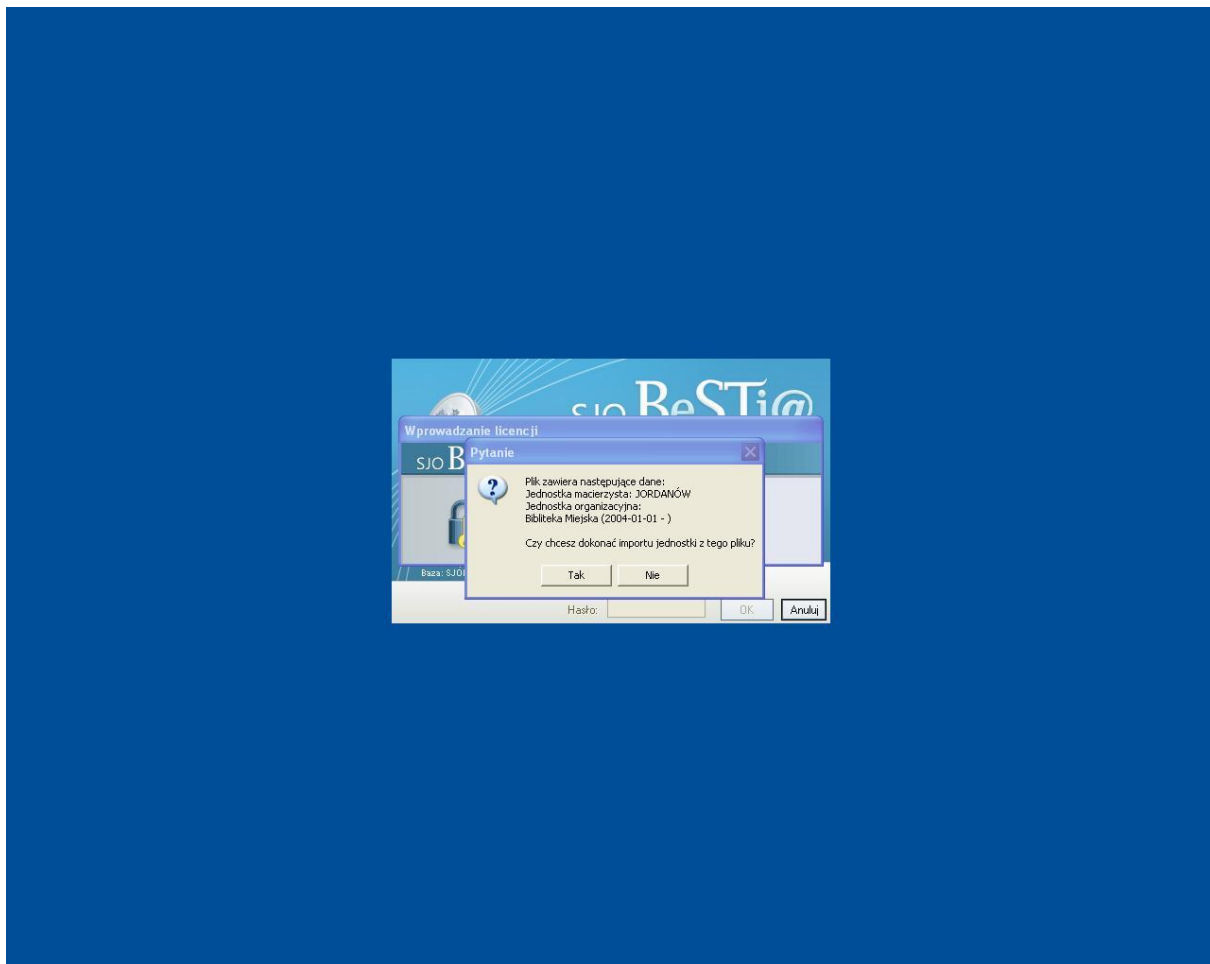 SJO BeSTi@
Wprowadzanie licencji
SJO B
Pytanie
Plik zawiera następujące dane:
Jednostka macierzysta: JORDANÓW
Jednostka organizacyjna:
Bibliteka Miejska (2004-01-01 - )
Czy chcesz dokonać importu jednostki z tego pliku?
Tak Nie
Baza: SJO
Hasło: OK Anuluj